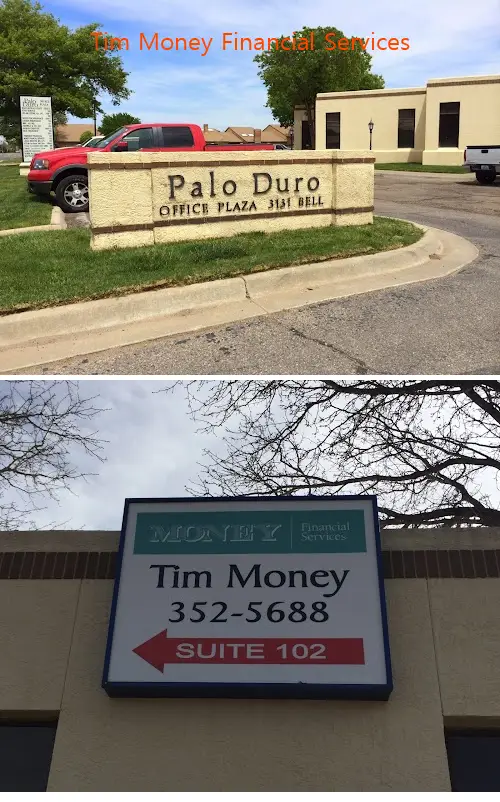 Tim Money Financial Services
Palo Duro
OFFICE PLAZA 3131 BELL
MONEY Financial
Services
Tim Money
352-5688
SUITE 102